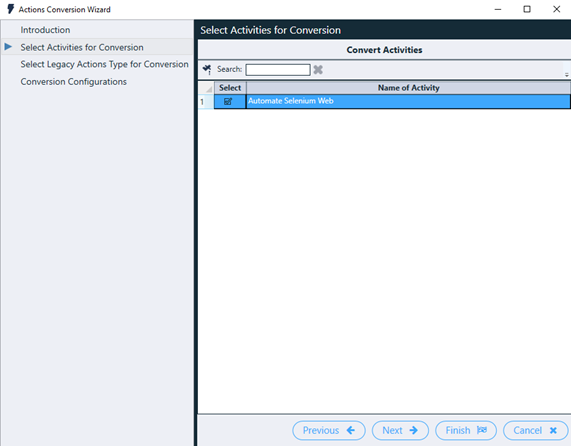 Actions Conversion Wizard
Introduction
Select Activities for Conversion
Select Legacy Actions Type for Conversion
Conversion Configurations
Select Activities for Conversion
Convert Activities
Search:
Select Name of Activity
1 Automate Selenium Web
Previous Next Finish Cancel